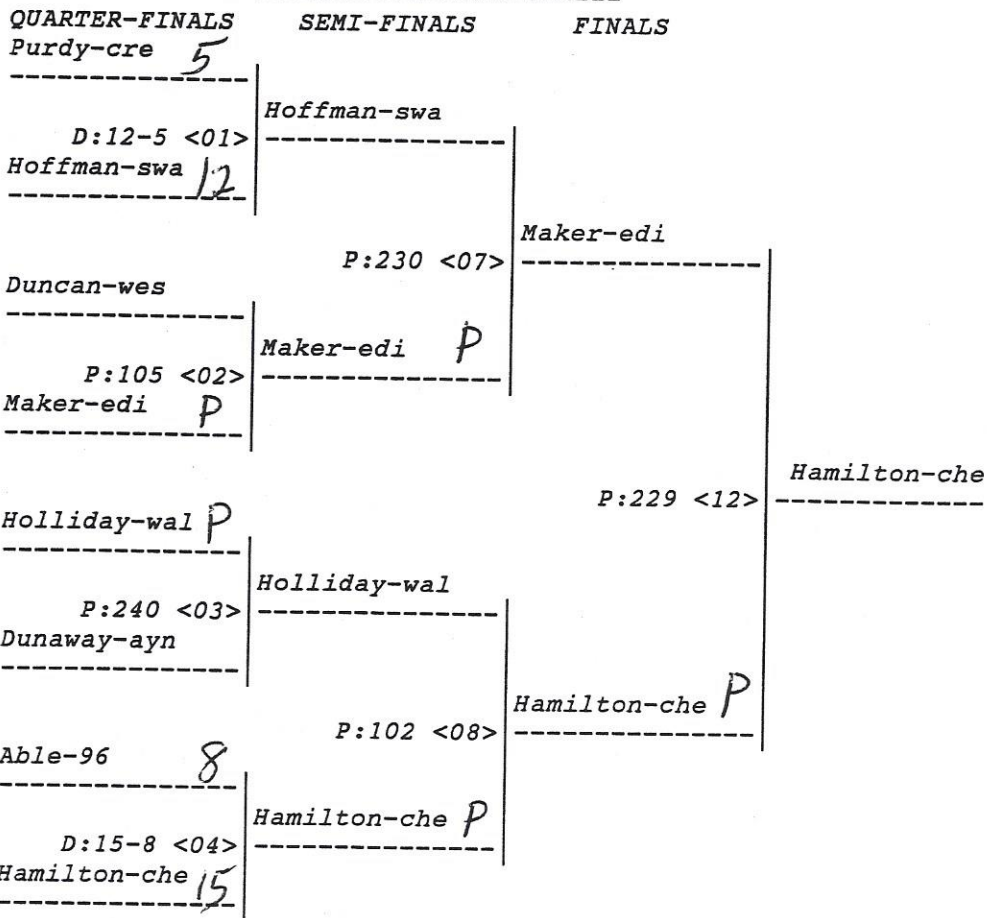 QUARTER-FINALS SEMI-FINALS FINALS
Purdy-cre 5
Hoffman-swa
D:12-5 <01>
Hoffman-swa 12
Maker-edi
P:230 <07>
Duncan-wes
Maker-edi P
P:105 <02>
Maker-edi P
Hamilton-che
P:229 <12>
Holliday-wal P
Holliday-wal
P:240 <03>
Dunaway-ayn
Hamilton-che P
P:102 <08>
Able-96 8
Hamilton-che P
D:15-8 <04>
Hamilton-che 15